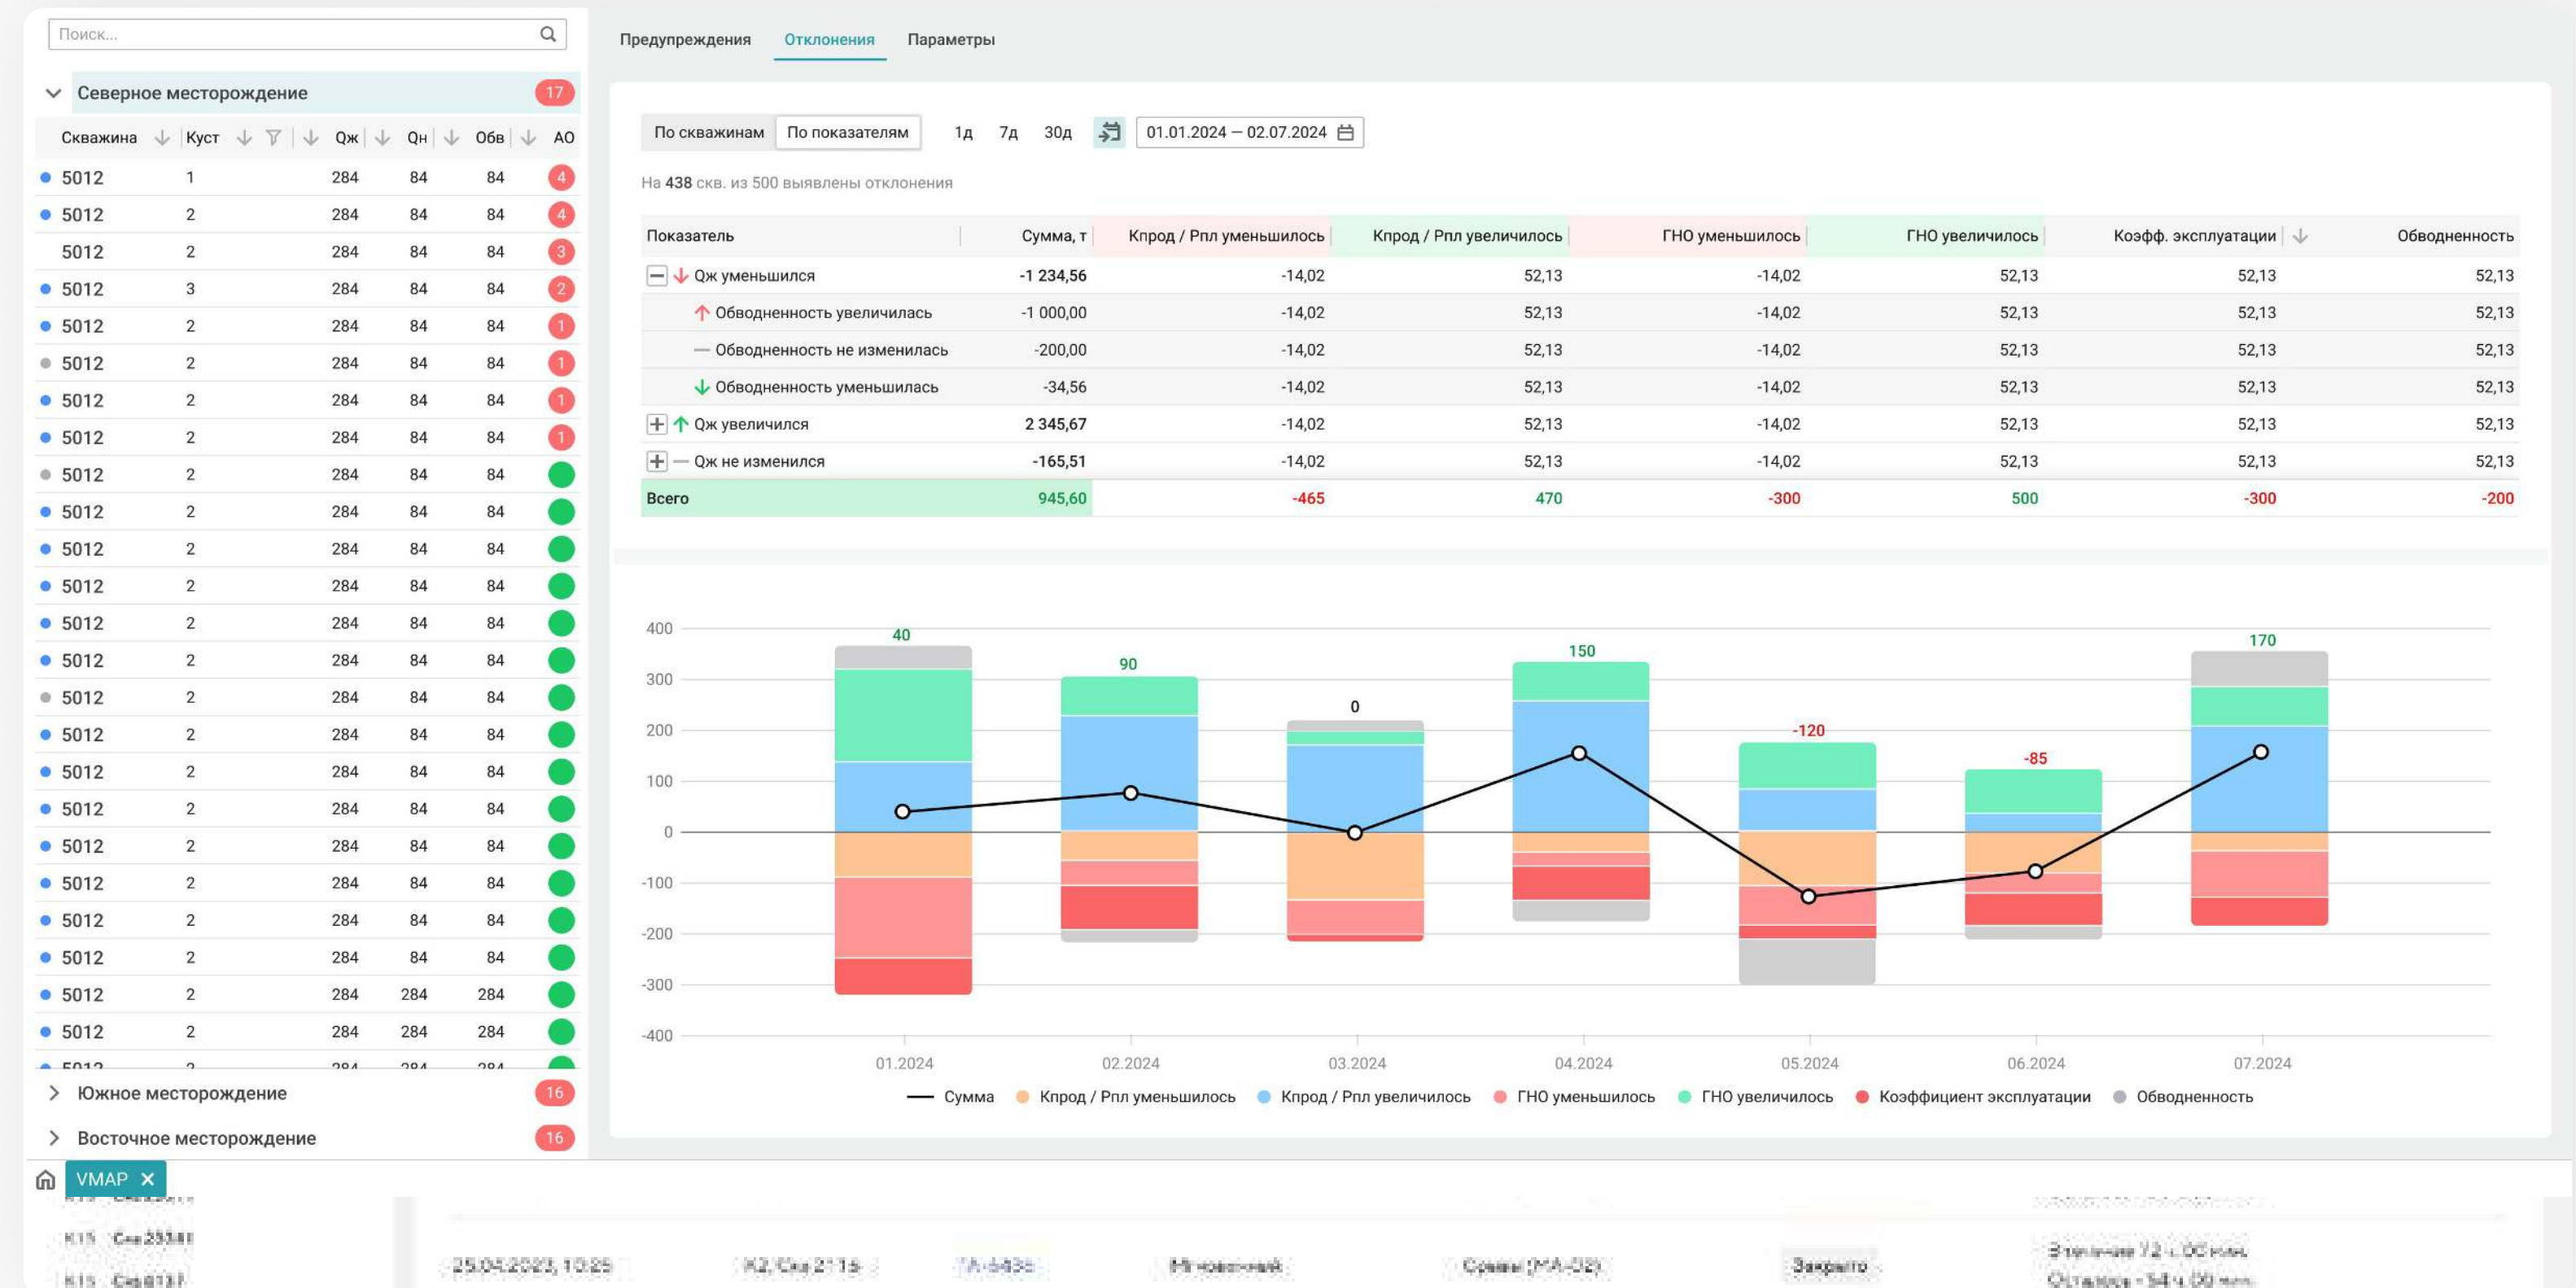 Поиск...
Северное месторождение 17
Скважина Куст Qж Qн Обв АО
5012 1 284 84 84 4
5012 2 284 84 84 4
5012 2 284 84 84 3
5012 3 284 84 84 2
5012 2 284 84 84 1
5012 2 284 84 84 1
5012 2 284 84 84 1
5012 2 284 84 84 1
5012 2 284 84 84
5012 2 284 84 84
5012 2 284 84 84
5012 2 284 84 84
5012 2 284 84 84
5012 2 284 84 84
5012 2 284 84 84
5012 2 284 84 84
5012 2 284 84 84
5012 2 284 84 84
5012 2 284 84 84
5012 2 284 84 84
5012 2 284 84 84
5012 2 284 84 84
5012 2 284 284 284
5012 2 284 284 284
5012 2 284 284 284
Южное месторождение 16
Восточное месторождение 16
Предупреждения Отклонения Параметры
По скважинам По показателям 1д 7д 30д 01.01.2024 – 02.07.2024
На 438 скв. из 500 выявлены отклонения
Показатель Сумма, т Кпрод / Рпл уменьшилось Кпрод / Рпл увеличилось ГНО уменьшилось ГНО увеличилось Коэфф. эксплуатации Обводненность
Qж уменьшился -1 234,56 -14,02 52,13 -14,02 52,13 52,13 52,13
Обводненность увеличилась -1 000,00 -14,02 52,13 -14,02 52,13 52,13 52,13
Обводненность не изменилась -200,00 -14,02 52,13 -14,02 52,13 52,13 52,13
Обводненность уменьшилась -34,56 -14,02 52,13 -14,02 52,13 52,13 52,13
Qж увеличился 2 345,67 -14,02 52,13 -14,02 52,13 52,13 52,13
Qж не изменился -165,51 -14,02 52,13 -14,02 52,13 52,13 52,13
Всего 945,60 -465 470 -300 500 -300 -200
400
300
200
100
0
-100
-200
-300
-400
40 90 0 150 -120 -85 170
01.2024 02.2024 03.2024 04.2024 05.2024 06.2024 07.2024
Сумма Кпрод / Рпл уменьшилось Кпрод / Рпл увеличилось ГНО уменьшилось ГНО увеличилось Коэффициент эксплуатации Обводненность
VMAP
25.04.2023, 10:25 Закрыто